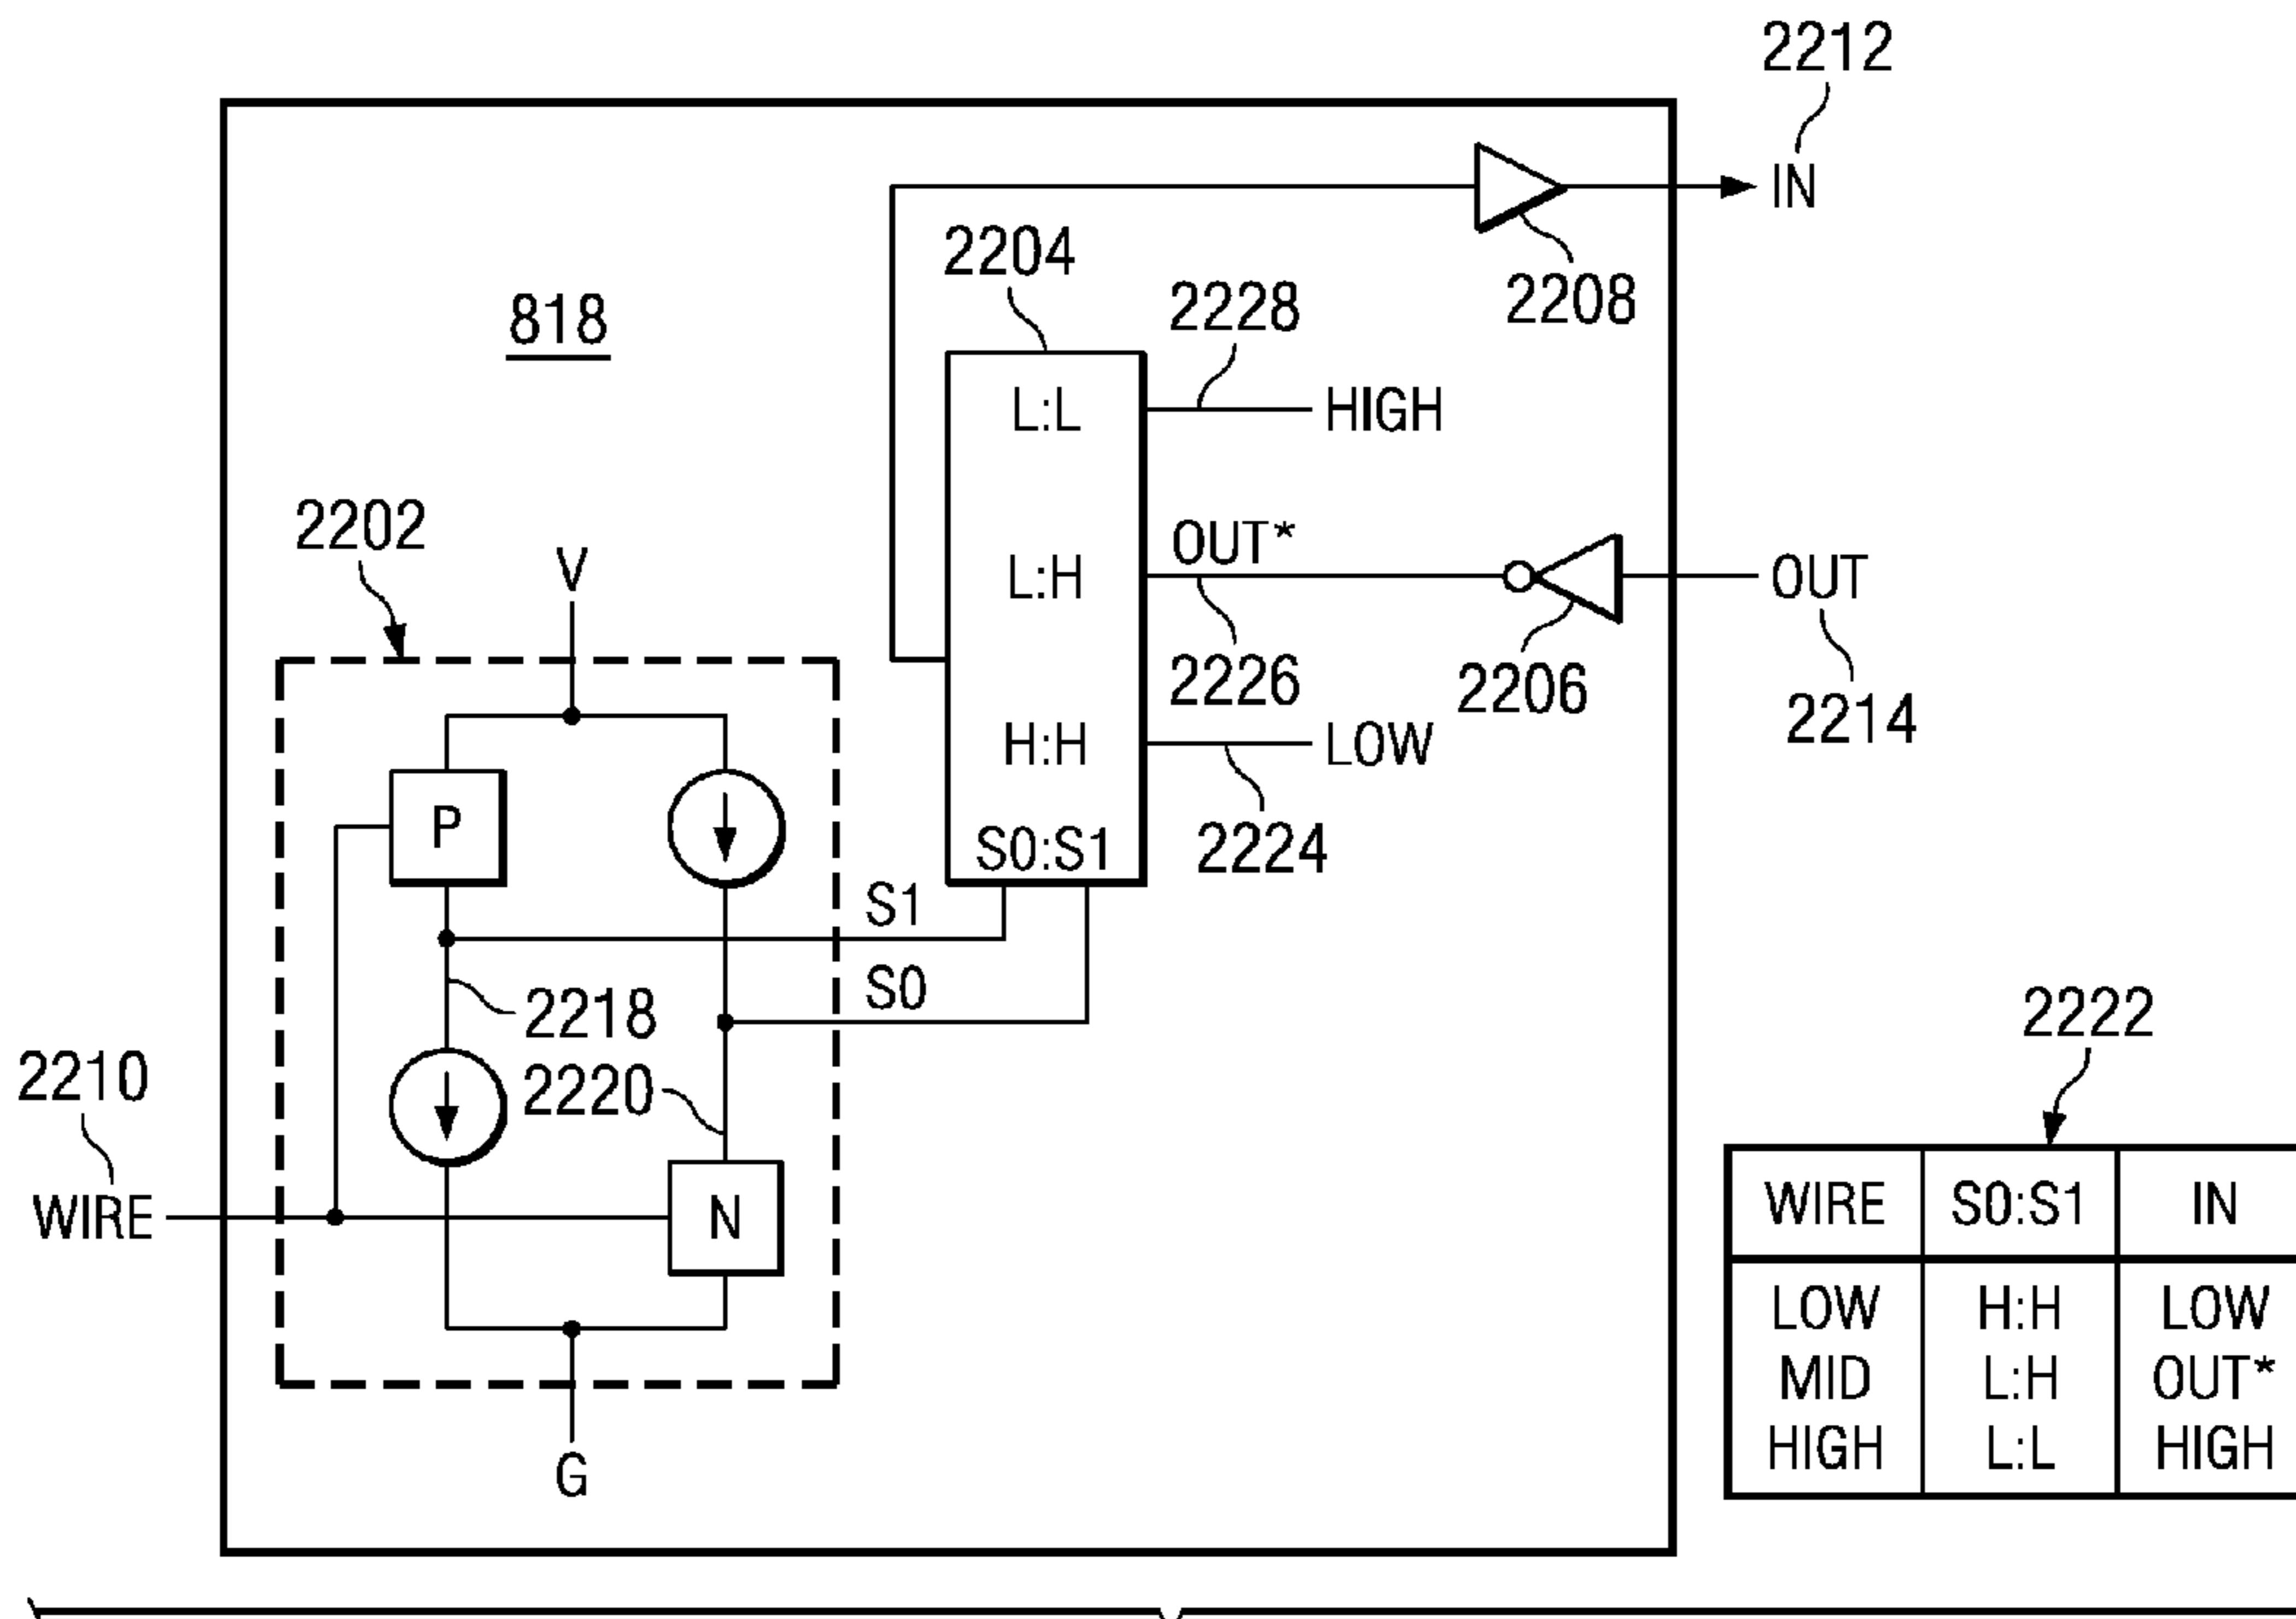 2212
IN
2204
2228
2208
818
L:L
HIGH
2202
V
OUT*
L:H
OUT
2226
2206
2214
H:H
LOW
P
S0:S1
2224
S1
S0
2218
2222
2210
2220
WIRE
N
G
WIRE S0:S1 IN
LOW H:H LOW
MID L:H OUT*
HIGH L:L HIGH